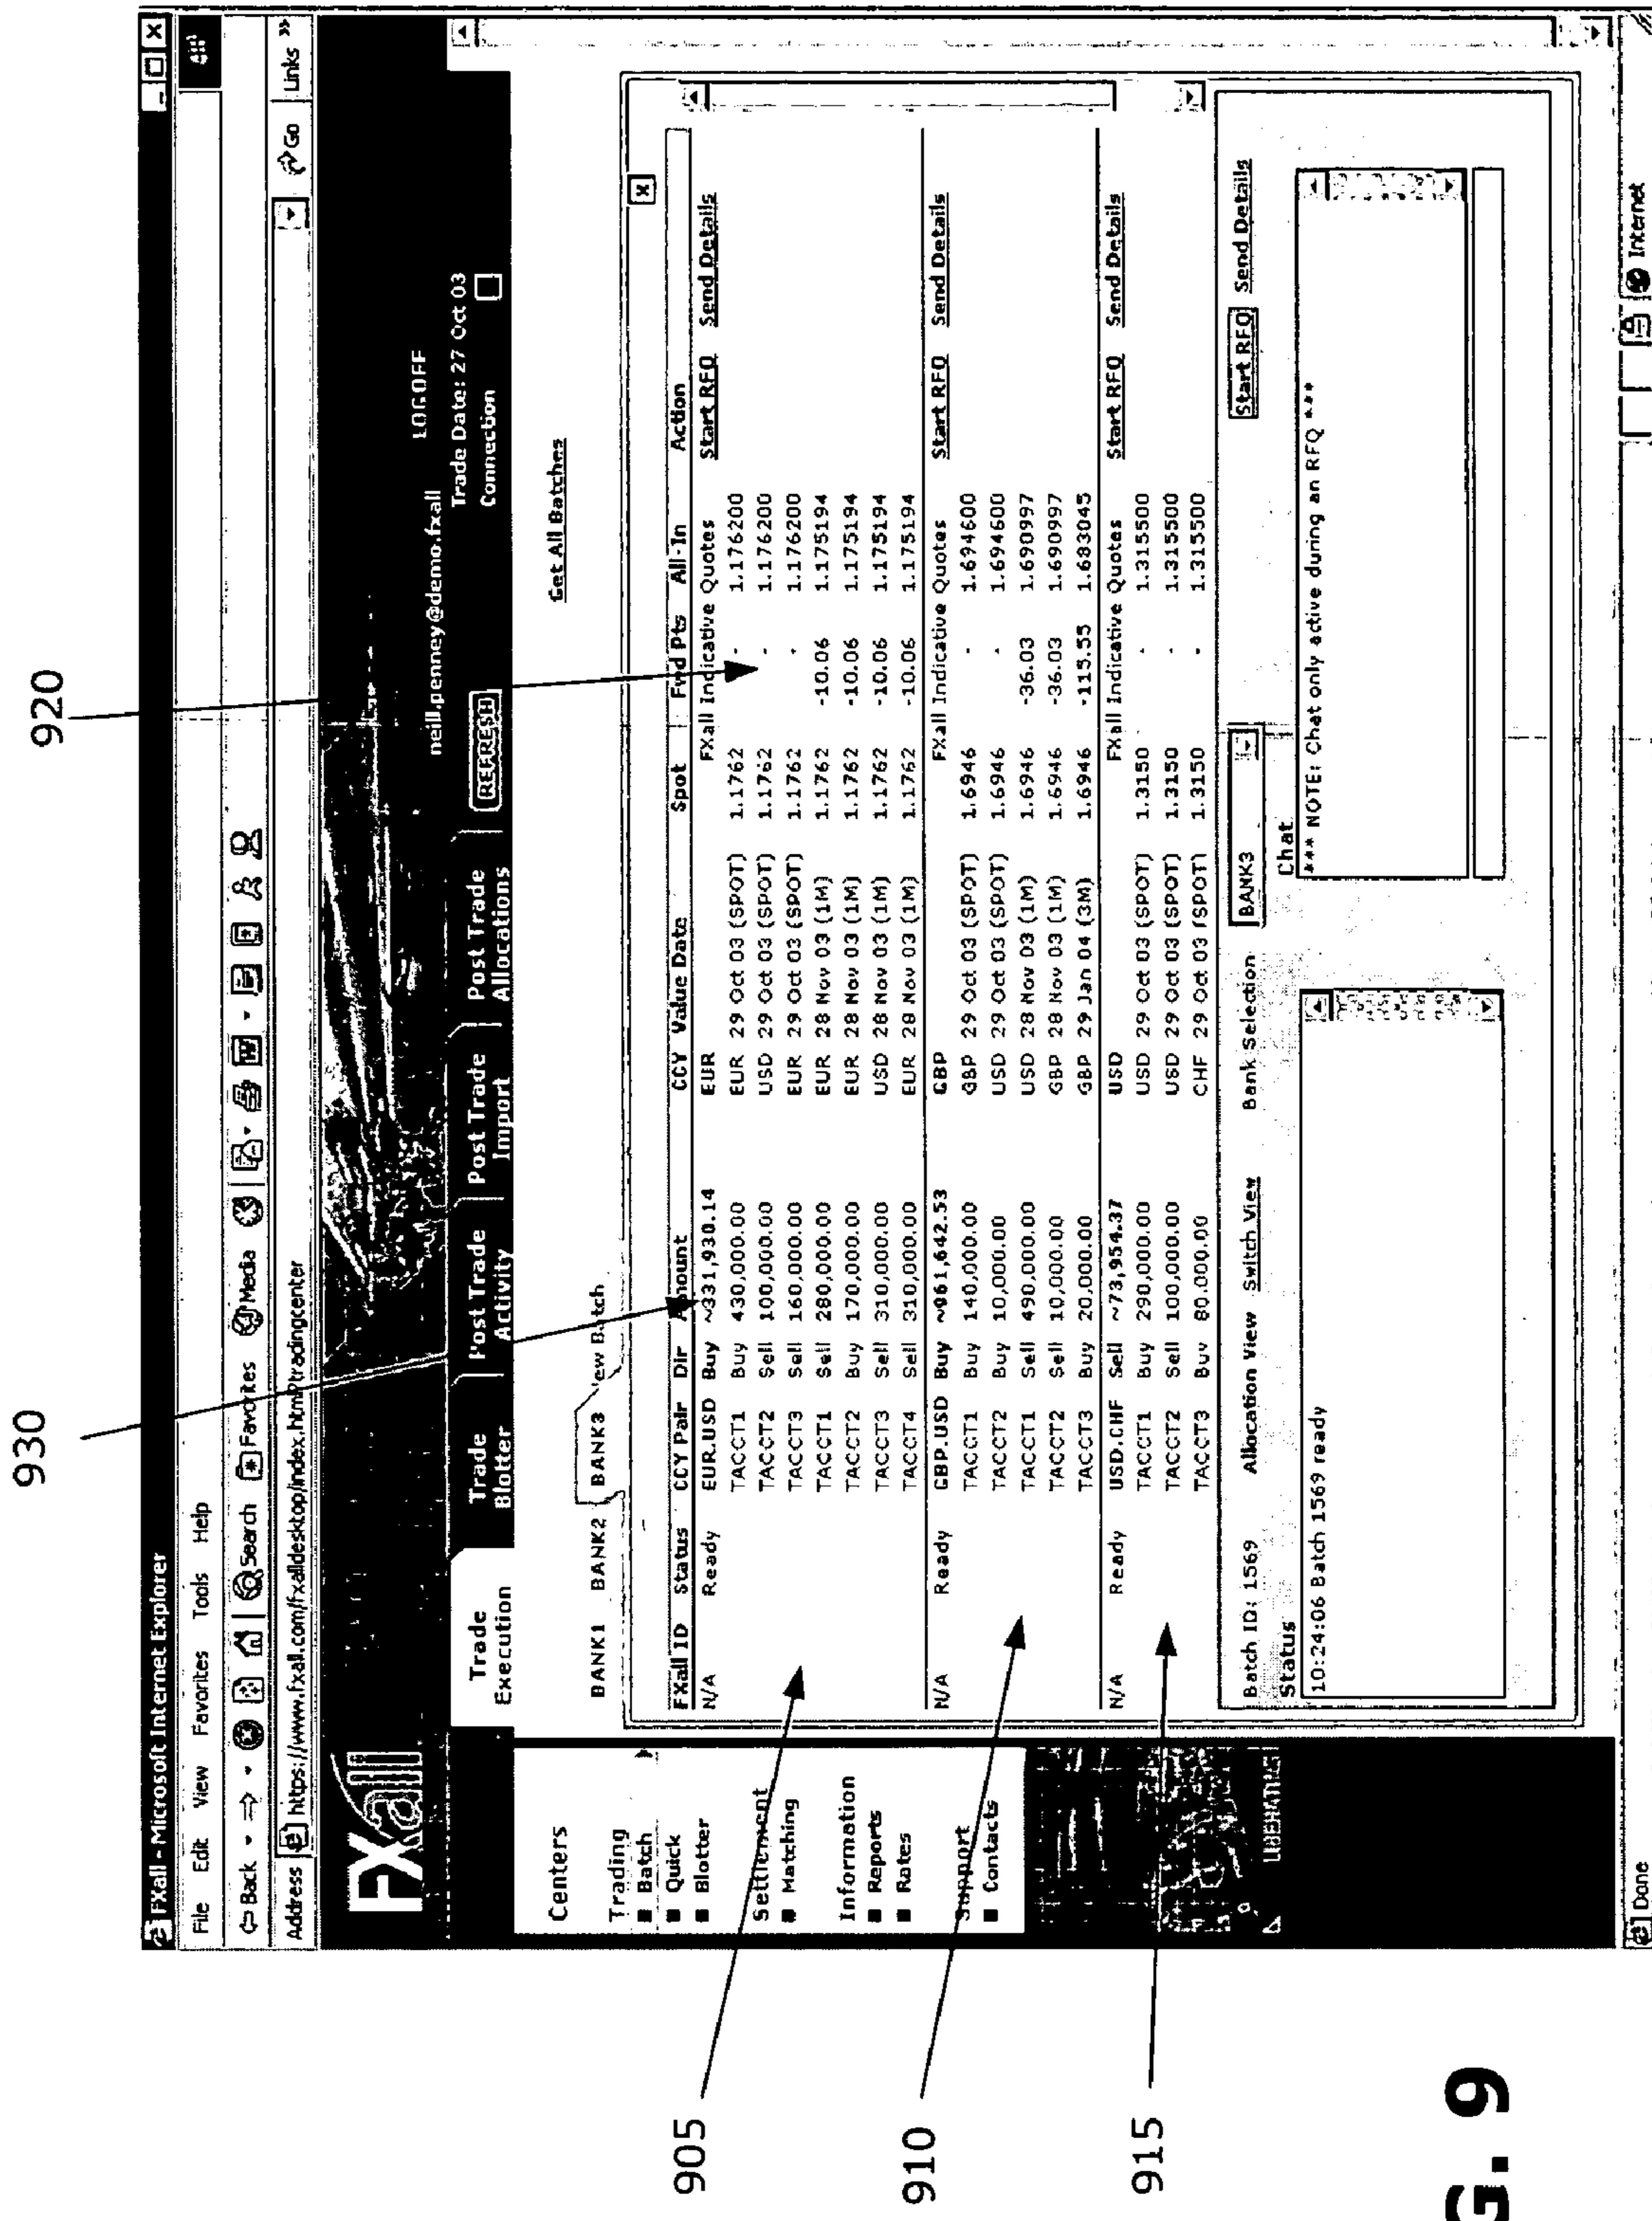 920
930
FXall - Microsoft Internet Explorer
File Edit View Favorites Tools Help
Back Search Favorites Media
Address https://www.fxall.com/fxalldesktop/index.html?tradingcenter Go Links »
FXall
neill.penney@demo.fxall LOGOFF
Trade Execution
Trade Blotter
Post Trade Activity
Post Trade Import
Post Trade Allocations
REFRESH
Trade Date: 27 Oct 03
Connection
Centers
Trading
Batch
Quick
Blotter
Settlement
Matching
Information
Reports
Rates
Support
Contacts
LIBERATING
BANK1 BANK2 BANK3 Get All Batches
FXall ID Status CCY Pair Dir Amount CCY Value Date Spot Fwd Pts All-In Action
N/A Ready EUR.USD Buy ~331,930.14 EUR FXall Indicative Quotes Start RFQ Send Details
TACCT1 Buy 430,000.00 EUR 29 Oct 03 (SPOT) 1.1762 - 1.176200
TACCT2 Sell 100,000.00 USD 29 Oct 03 (SPOT) 1.1762 - 1.176200
TACCT3 Sell 160,000.00 EUR 29 Oct 03 (SPOT) 1.1762 - 1.176200
TACCT1 Sell 280,000.00 EUR 28 Nov 03 (1M) 1.1762 -10.06 1.175194
TACCT2 Buy 170,000.00 EUR 28 Nov 03 (1M) 1.1762 -10.06 1.175194
TACCT3 Sell 310,000.00 USD 28 Nov 03 (1M) 1.1762 -10.06 1.175194
TACCT4 Sell 310,000.00 EUR 28 Nov 03 (1M) 1.1762 -10.06 1.175194
N/A Ready GBP.USD Buy ~961,642.53 GBP FXall Indicative Quotes Start RFQ Send Details
TACCT1 Buy 140,000.00 GBP 29 Oct 03 (SPOT) 1.6946 - 1.694600
TACCT2 Buy 10,000.00 USD 29 Oct 03 (SPOT) 1.6946 - 1.694600
TACCT1 Sell 490,000.00 USD 28 Nov 03 (1M) 1.6946 -36.03 1.690997
TACCT2 Sell 10,000.00 GBP 28 Nov 03 (1M) 1.6946 -36.03 1.690997
TACCT3 Buy 20,000.00 GBP 29 Jan 04 (3M) 1.6946 -115.55 1.683045
N/A Ready USD.CHF Sell ~73,954.37 USD FXall Indicative Quotes Start RFQ Send Details
TACCT1 Buy 290,000.00 USD 29 Oct 03 (SPOT) 1.3150 - 1.315500
TACCT2 Sell 100,000.00 USD 29 Oct 03 (SPOT) 1.3150 - 1.315500
TACCT3 Buy 80,000.00 CHF 29 Oct 03 (SPOT) 1.3150 - 1.315500
Batch ID: 1569 Allocation View Switch View Bank Selection BANK3 Start RFQ Send Details
Status
10:24:06 Batch 1569 ready
Chat
*** NOTE: Chat only active during an RFQ ***
Done Internet
905
910
915
G. 9